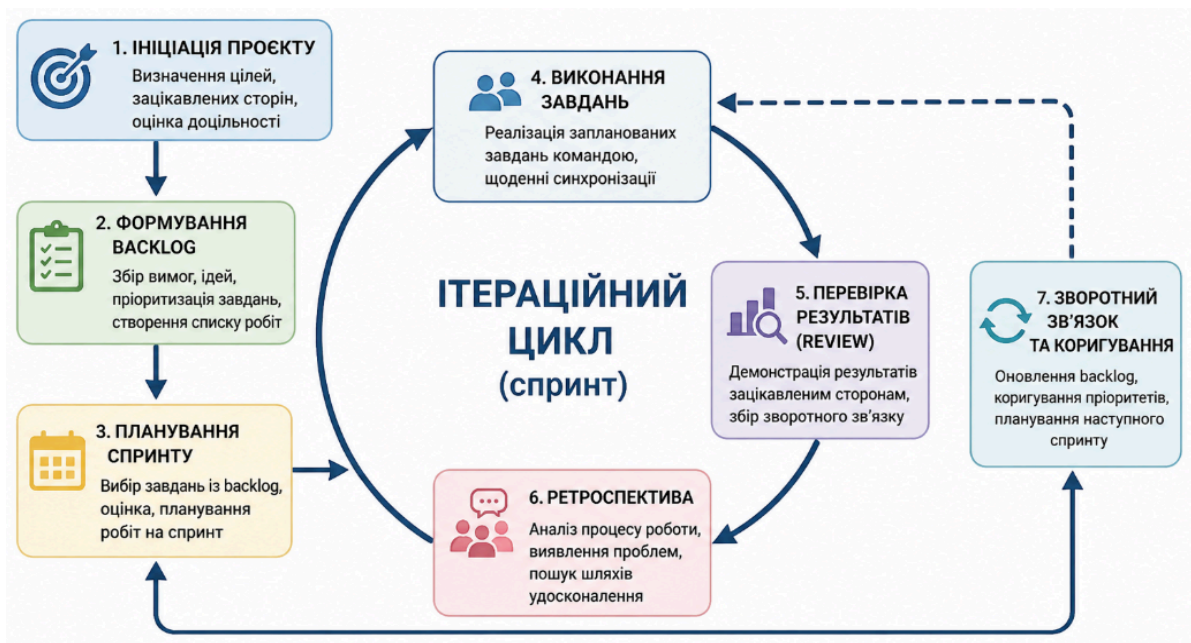 1. ІНІЦІАЦІЯ ПРОЄКТУ
Визначення цілей,
зацікавлених сторін,
оцінка доцільності
2. ФОРМУВАННЯ
BACKLOG
Збір вимог, ідей,
пріоритизація завдань,
створення списку робіт
3. ПЛАНУВАННЯ
СПРИНТУ
Вибір завдань із backlog,
оцінка, планування
робіт на спринт
4. ВИКОНАННЯ
ЗАВДАНЬ
Реалізація запланованих
завдань командою,
щоденні синхронізації
ІТЕРАЦІЙНИЙ
ЦИКЛ
(спринт)
5. ПЕРЕВІРКА
РЕЗУЛЬТАТІВ
(REVIEW)
Демонстрація результатів
зацікавленим сторонам,
збір зворотного зв’язку
6. РЕТРОСПЕКТИВА
Аналіз процесу роботи,
виявлення проблем,
пошук шляхів
удосконалення
7. ЗВОРОТНИЙ
ЗВ’ЯЗОК
ТА КОРИГУВАННЯ
Оновлення backlog,
коригування пріоритетів,
планування наступного
спринту